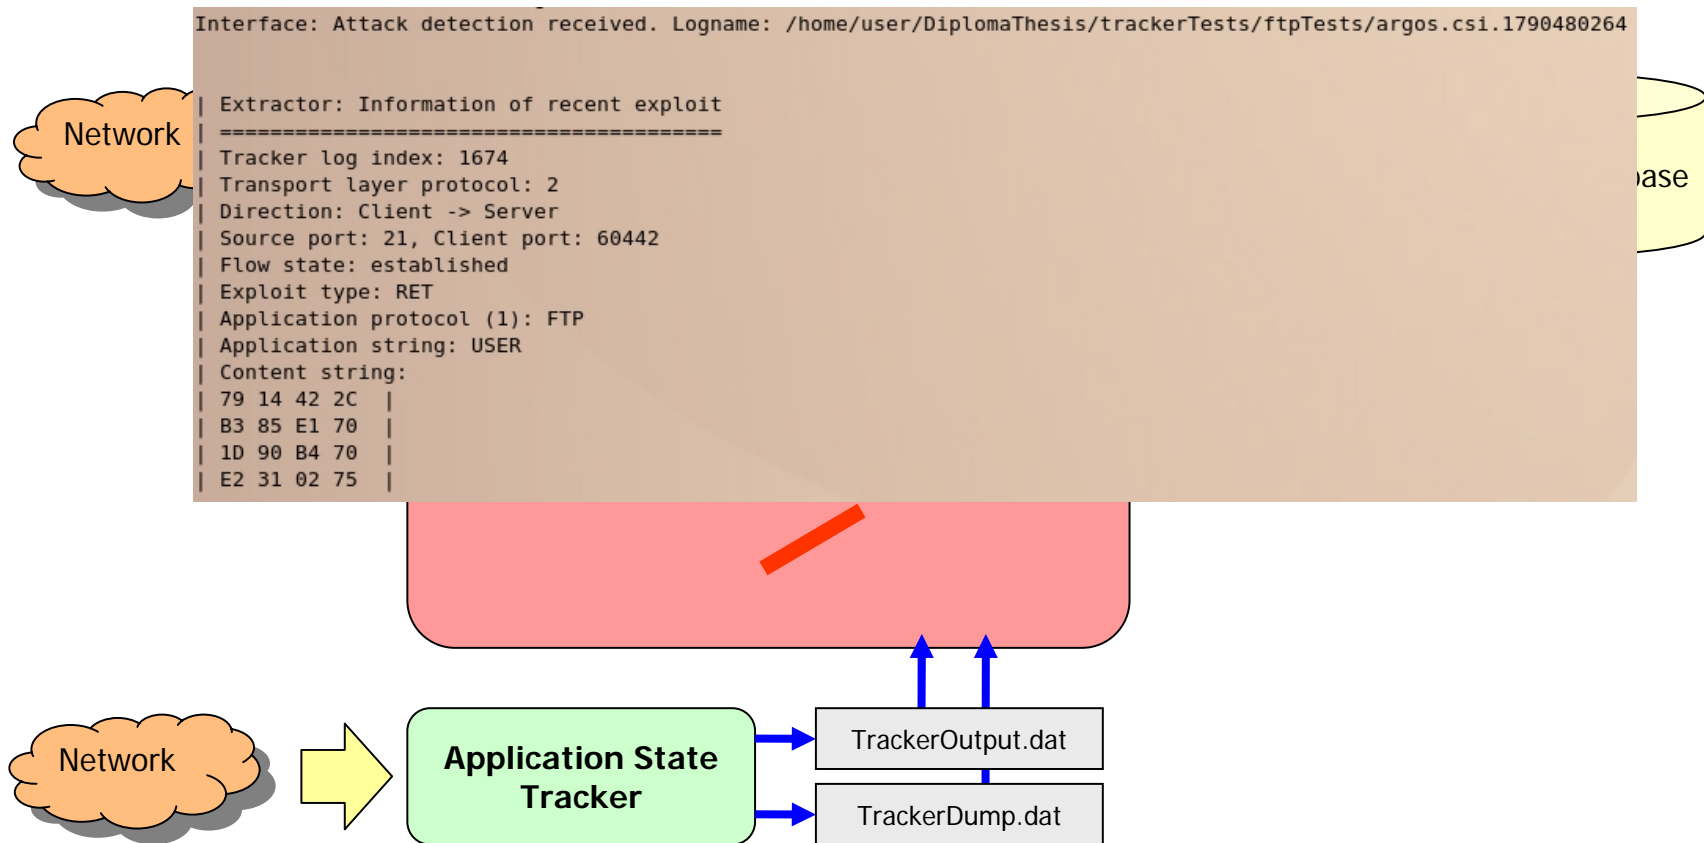 Interface: Attack detection received. Logname: /home/user/DiplomaThesis/trackerTests/ftpTests/argos.csi.1790480264
| Extractor: Information of recent exploit
| ========================================
| Tracker log index: 1674
| Transport layer protocol: 2
| Direction: Client -> Server
| Source port: 21, Client port: 60442
| Flow state: established
| Exploit type: RET
| Application protocol (1): FTP
| Application string: USER
| Content string:
| 79 14 42 2C |
| B3 85 E1 70 |
| 1D 90 B4 70 |
| E2 31 02 75 |
Network
Network
Application State
Tracker
TrackerOutput.dat
TrackerDump.dat